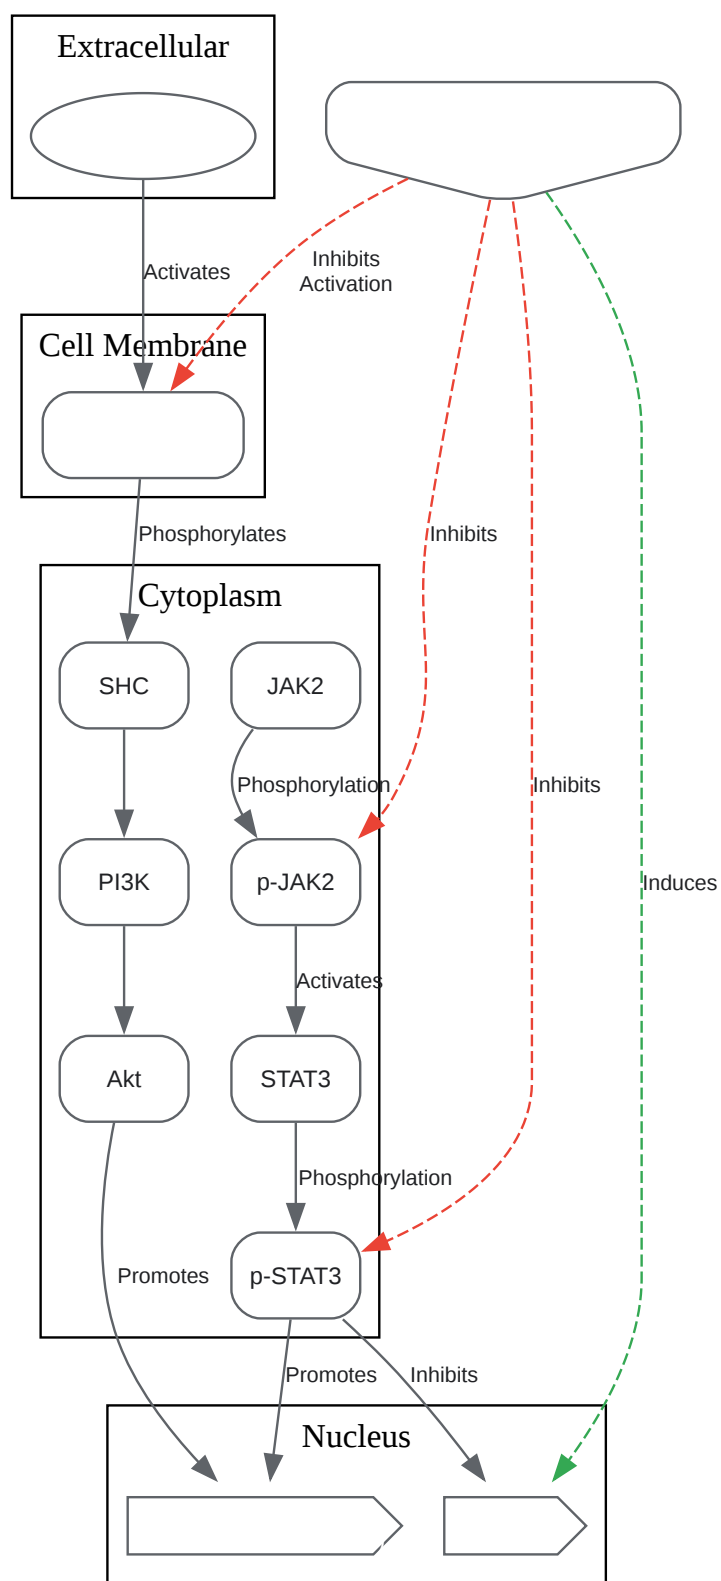 Extracellular
Inhibits
Activation
Activates
Cell Membrane
Phosphorylates
Inhibits
Cytoplasm
SHC
JAK2
Phosphorylation
Inhibits
PI3K
p-JAK2
Induces
Activates
Akt
STAT3
Phosphorylation
Promotes
p-STAT3
Promotes
Inhibits
Nucleus